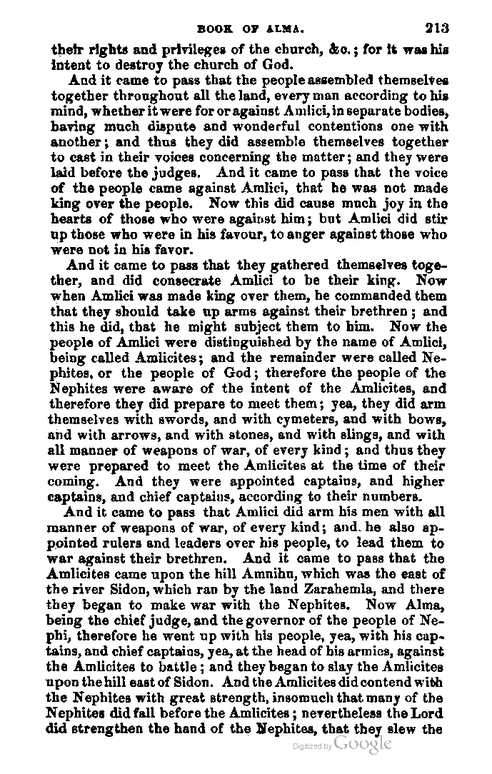 BOOK OF ALMA. 213
their rights and privileges of the church, &c.; for it was his
intent to destroy the church of God.
And it came to pass that the people assembled themselves
together throughout all the land, every man according to his
mind, whether it were for or against Amlici, in separate bodies,
having much dispute and wonderful contentions one with
another; and thus they did assemble themselves together
to cast in their voices concerning the matter; and they were
laid before the judges. And it came to pass that the voice
of the people came against Amlici, that he was not made
king over the people. Now this did cause much joy in the
hearts of those who were against him; but Amlici did stir
up those who were in his favour, to anger against those who
were not in his favor.
And it came to pass that they gathered themselves toge-
ther, and did consecrate Amlici to be their king. Now
when Amlici was made king over them, he commanded them
that they should take up arms against their brethren; and
this he did, that he might subject them to him. Now the
people of Amlici were distinguished by the name of Amlici,
being called Amlicites; and the remainder were called Ne-
phites, or the people of God; therefore the people of the
Nephites were aware of the intent of the Amlicites, and
therefore they did prepare to meet them; yea, they did arm
themselves with swords, and with cymeters, and with bows,
and with arrows, and with stones, and with slings, and with
all manner of weapons of war, of every kind; and thus they
were prepared to meet the Amlicites at the time of their
coming. And they were appointed captains, and higher
captains, and chief captains, according to their numbers.
And it came to pass that Amlici did arm his men with all
manner of weapons of war, of every kind; and he also ap-
pointed rulers and leaders over his people, to lead them to
war against their brethren. And it came to pass that the
Amlicites came upon the hill Amnihu, which was the east of
the river Sidon, which ran by the land Zarahemla, and there
they began to make war with the Nephites. Now Alma,
being the chief judge, and the governor of the people of Ne-
phi, therefore he went up with his people, yea, with his cap-
tains, and chief captains, yea, at the head of his armies, against
the Amlicites to battle; and they began to slay the Amlicites
upon the hill east of Sidon. And the Amlicites did contend with
the Nephites with great strength, insomuch that many of the
Nephites did fall before the Amlicites; nevertheless the Lord
did strengthen the hand of the Nephites, that they slew the
Digitized by Google